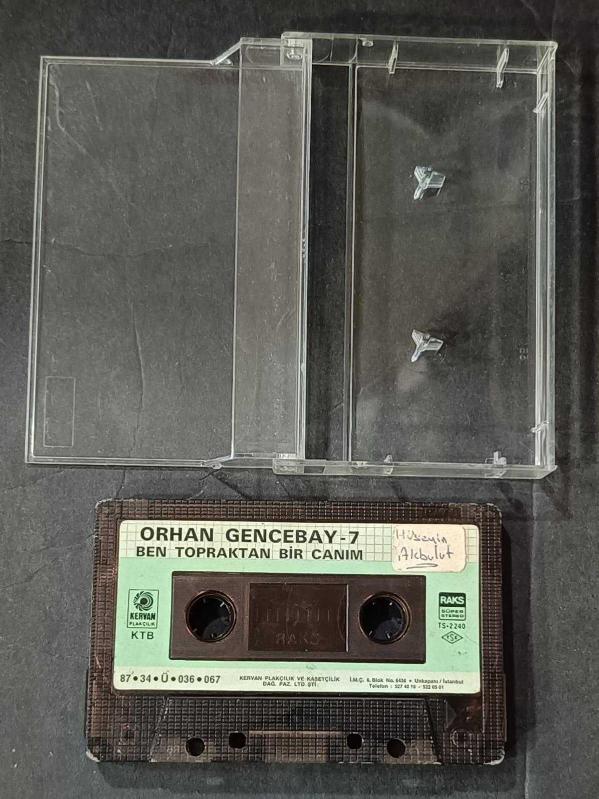 ORHAN GENCEBAY-7
BEN TOPRAKTAN BİR CANIM
Hüseyin
Akbulut
KERVAN
PLAKÇILIK
KTB
RAKS
RAKS
SÜPER
STEREO
TS-2240
TSE
87•34•Ü•036•067
KERVAN PLAKÇILIK VE KASETÇİLİK
DAĞ. PAZ. LTD. ŞTİ.
İ.M.Ç. 6. Blok No. 6436 • Unkapanı / İstanbul
Telefon : 527 42 18 - 522 05 01